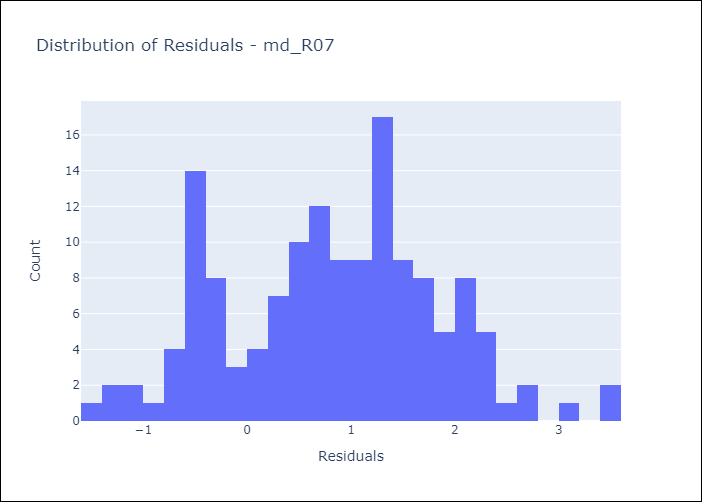 Distribution of Residuals - md_R07
16
14
12
10
8
6
4
2
0
Count
−1 0 1 2 3
Residuals